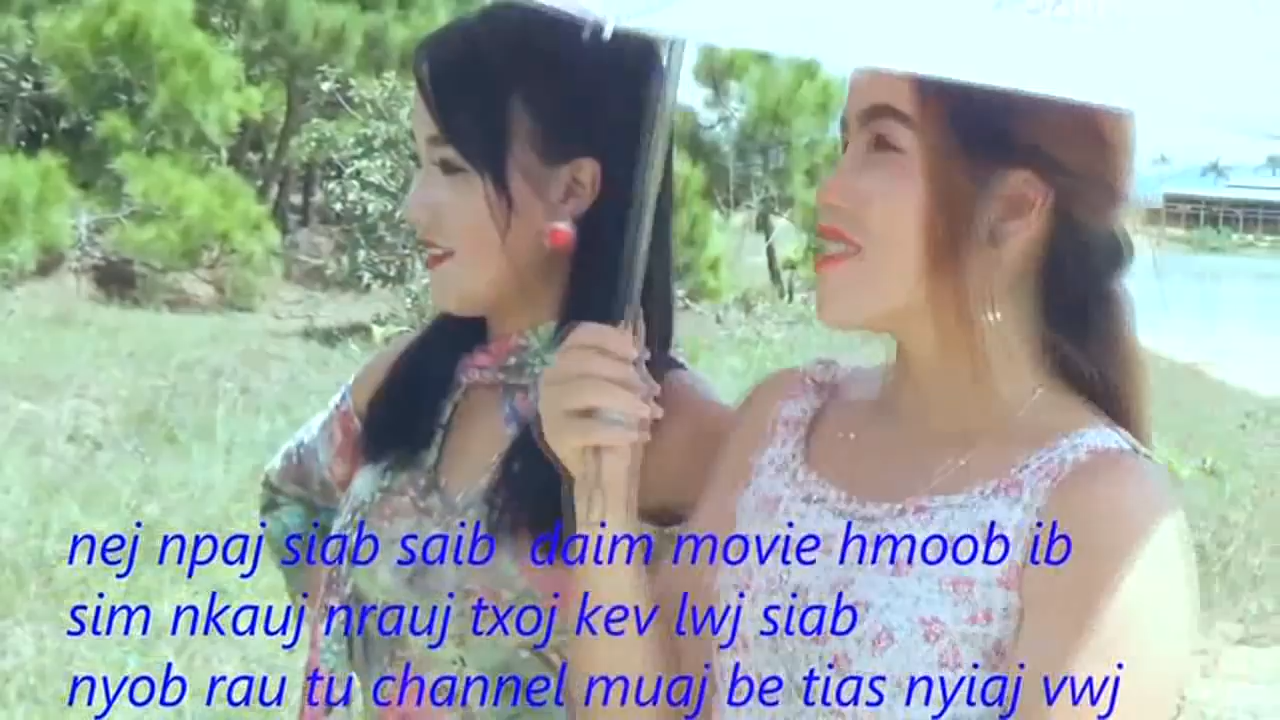 nej npaj siab saib daim movie hmoob ib
sim nkauj nrauj txoj kev lwj siab
nyob rau tu channel muaj be tias nyiaj vwj